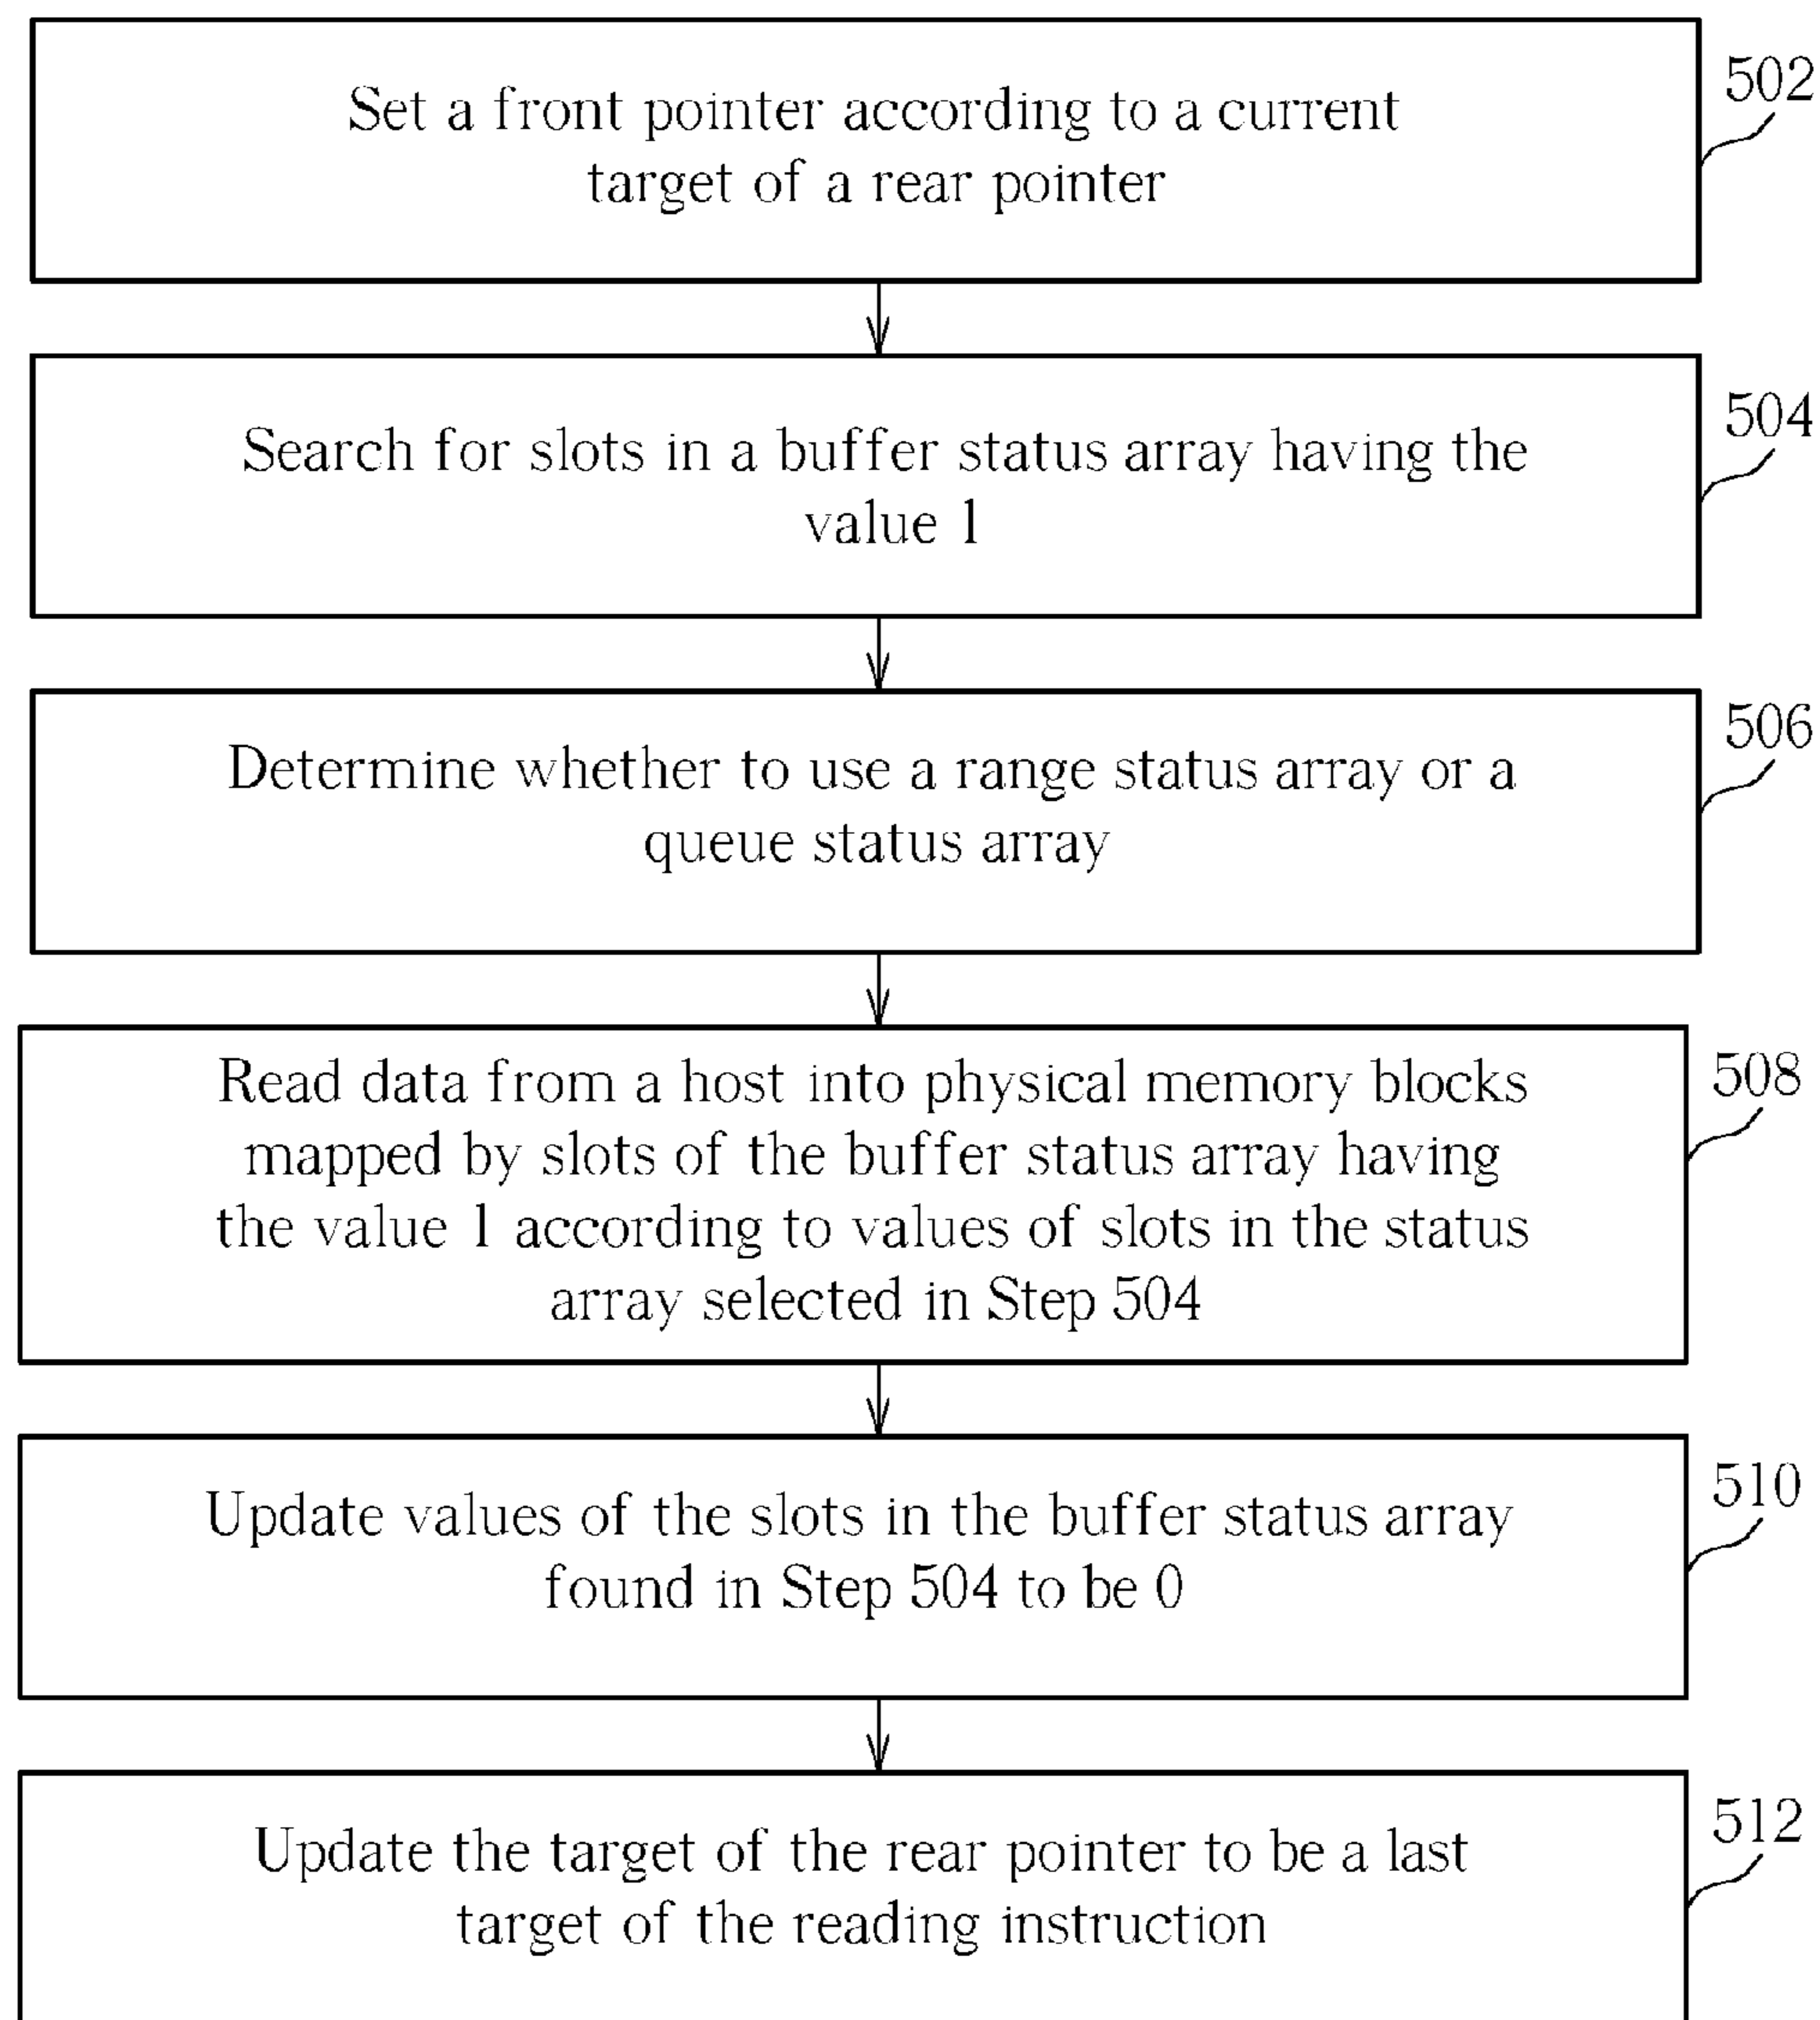 Set a front pointer according to a current
target of a rear pointer
502
Search for slots in a buffer status array having the
value 1
504
Determine whether to use a range status array or a
queue status array
506
Read data from a host into physical memory blocks
mapped by slots of the buffer status array having
the value 1 according to values of slots in the status
array selected in Step 504
508
Update values of the slots in the buffer status array
found in Step 504 to be 0
510
Update the target of the rear pointer to be a last
target of the reading instruction
512